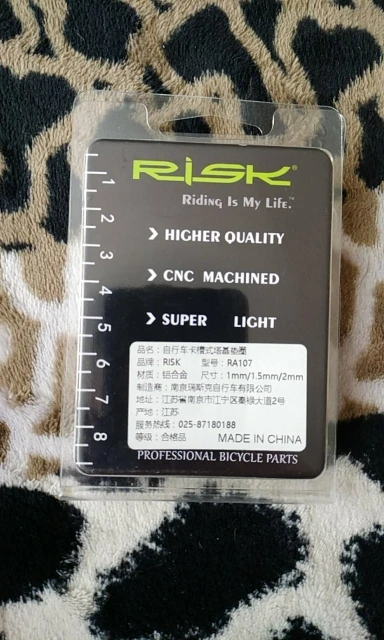 RISK®
Riding Is My Life.™
HIGHER QUALITY
CNC MACHINED
SUPER LIGHT
1
2
3
4
5
6
7
8
品名：自行车卡槽式塔基垫圈
品牌：RISK 型号：RA107
材质：铝合金 尺寸：1mm/1.5mm/2mm
制造商：南京瑞斯克自行车有限公司
地址：江苏省南京市江宁区秦禄大道2号
产地：江苏
服务热线：025-87180188
等级：合格品 MADE IN CHINA
PROFESSIONAL BICYCLE PARTS